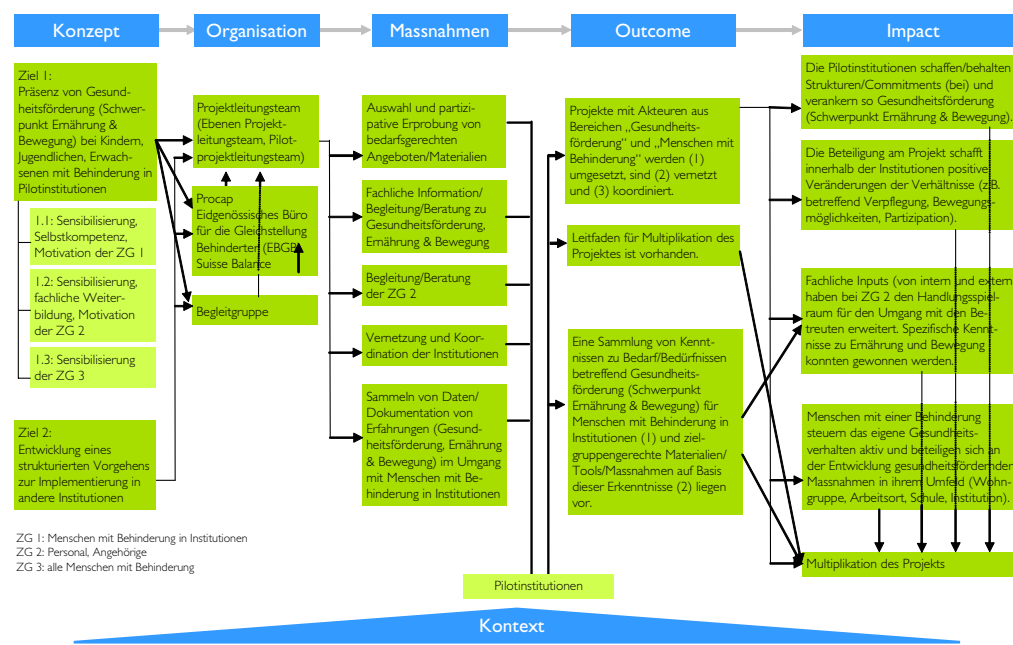 Konzept
Organisation
Massnahmen
Outcome
Impact
Ziel 1:
Präsenz von Gesund-
heitsförderung (Schwer-
punkt Ernährung &
Bewegung) bei Kindern,
Jugendlichen, Erwach-
senen mit Behinderung in
Pilotinstitutionen
1.1: Sensibilisierung,
Selbstkompetenz,
Motivation der ZG 1
1.2: Sensibilisierung,
fachliche Weiter-
bildung, Motivation
der ZG 2
1.3: Sensibilisierung
der ZG 3
Ziel 2:
Entwicklung eines
strukturierten Vorgehens
zur Implementierung in
andere Institutionen
Projektleitungsteam
(Ebenen Projekt-
leitungsteam, Pilot-
projektleitungsteam)
Procap
Eidgenössisches Büro
für die Gleichstellung
Behinderter (EBGB)
Suisse Balance
Begleitgruppe
Auswahl und partizi-
pative Erprobung von
bedarfsgerechten
Angeboten/Materialien
Fachliche Information/
Begleitung/Beratung zu
Gesundheitsförderung,
Ernährung & Bewegung
Begleitung/Beratung
der ZG 2
Vernetzung und Koor-
dination der Institutionen
Sammeln von Daten/
Dokumentation von
Erfahrungen (Gesund-
heitsförderung, Ernährung
& Bewegung) im Umgang
mit Menschen mit Be-
hinderung in Institutionen
Projekte mit Akteuren aus
Bereichen „Gesundheits-
förderung“ und „Menschen mit
Behinderung“ werden (1)
umgesetzt, sind (2) vernetzt
und (3) koordiniert.
Leitfaden für Multiplikation des
Projektes ist vorhanden.
Eine Sammlung von Kennt-
nissen zu Bedarf/Bedürfnissen
betreffend Gesundheits-
förderung (Schwerpunkt
Ernährung & Bewegung) für
Menschen mit Behinderung in
Institutionen (1) und ziel-
gruppengerechte Materialien/
Tools/Massnahmen auf Basis
dieser Erkenntnisse (2) liegen
vor.
Die Pilotinstitutionen schaffen/behalten
Strukturen/Commitments (bei) und
verankern so Gesundheitsförderung
(Schwerpunkt Ernährung & Bewegung).
Die Beteiligung am Projekt schafft
innerhalb der Institutionen positive
Veränderungen der Verhältnisse (z.B.
betreffend Verpflegung, Bewegungs-
möglichkeiten, Partizipation).
Fachliche Inputs (von intern und extern
haben bei ZG 2 den Handlungsspiel-
raum für den Umgang mit den Be-
treuten erweitert. Spezifische Kennt-
nisse zu Ernährung und Bewegung
konnten gewonnen werden.
Menschen mit einer Behinderung
steuern das eigene Gesundheits-
verhalten aktiv und beteiligen sich an
der Entwicklung gesundheitsfördernder
Massnahmen in ihrem Umfeld (Wohn-
gruppe, Arbeitsort, Schule, Institution).
Multiplikation des Projekts
ZG 1: Menschen mit Behinderung in Institutionen
ZG 2: Personal, Angehörige
ZG 3: alle Menschen mit Behinderung
Pilotinstitutionen
Kontext